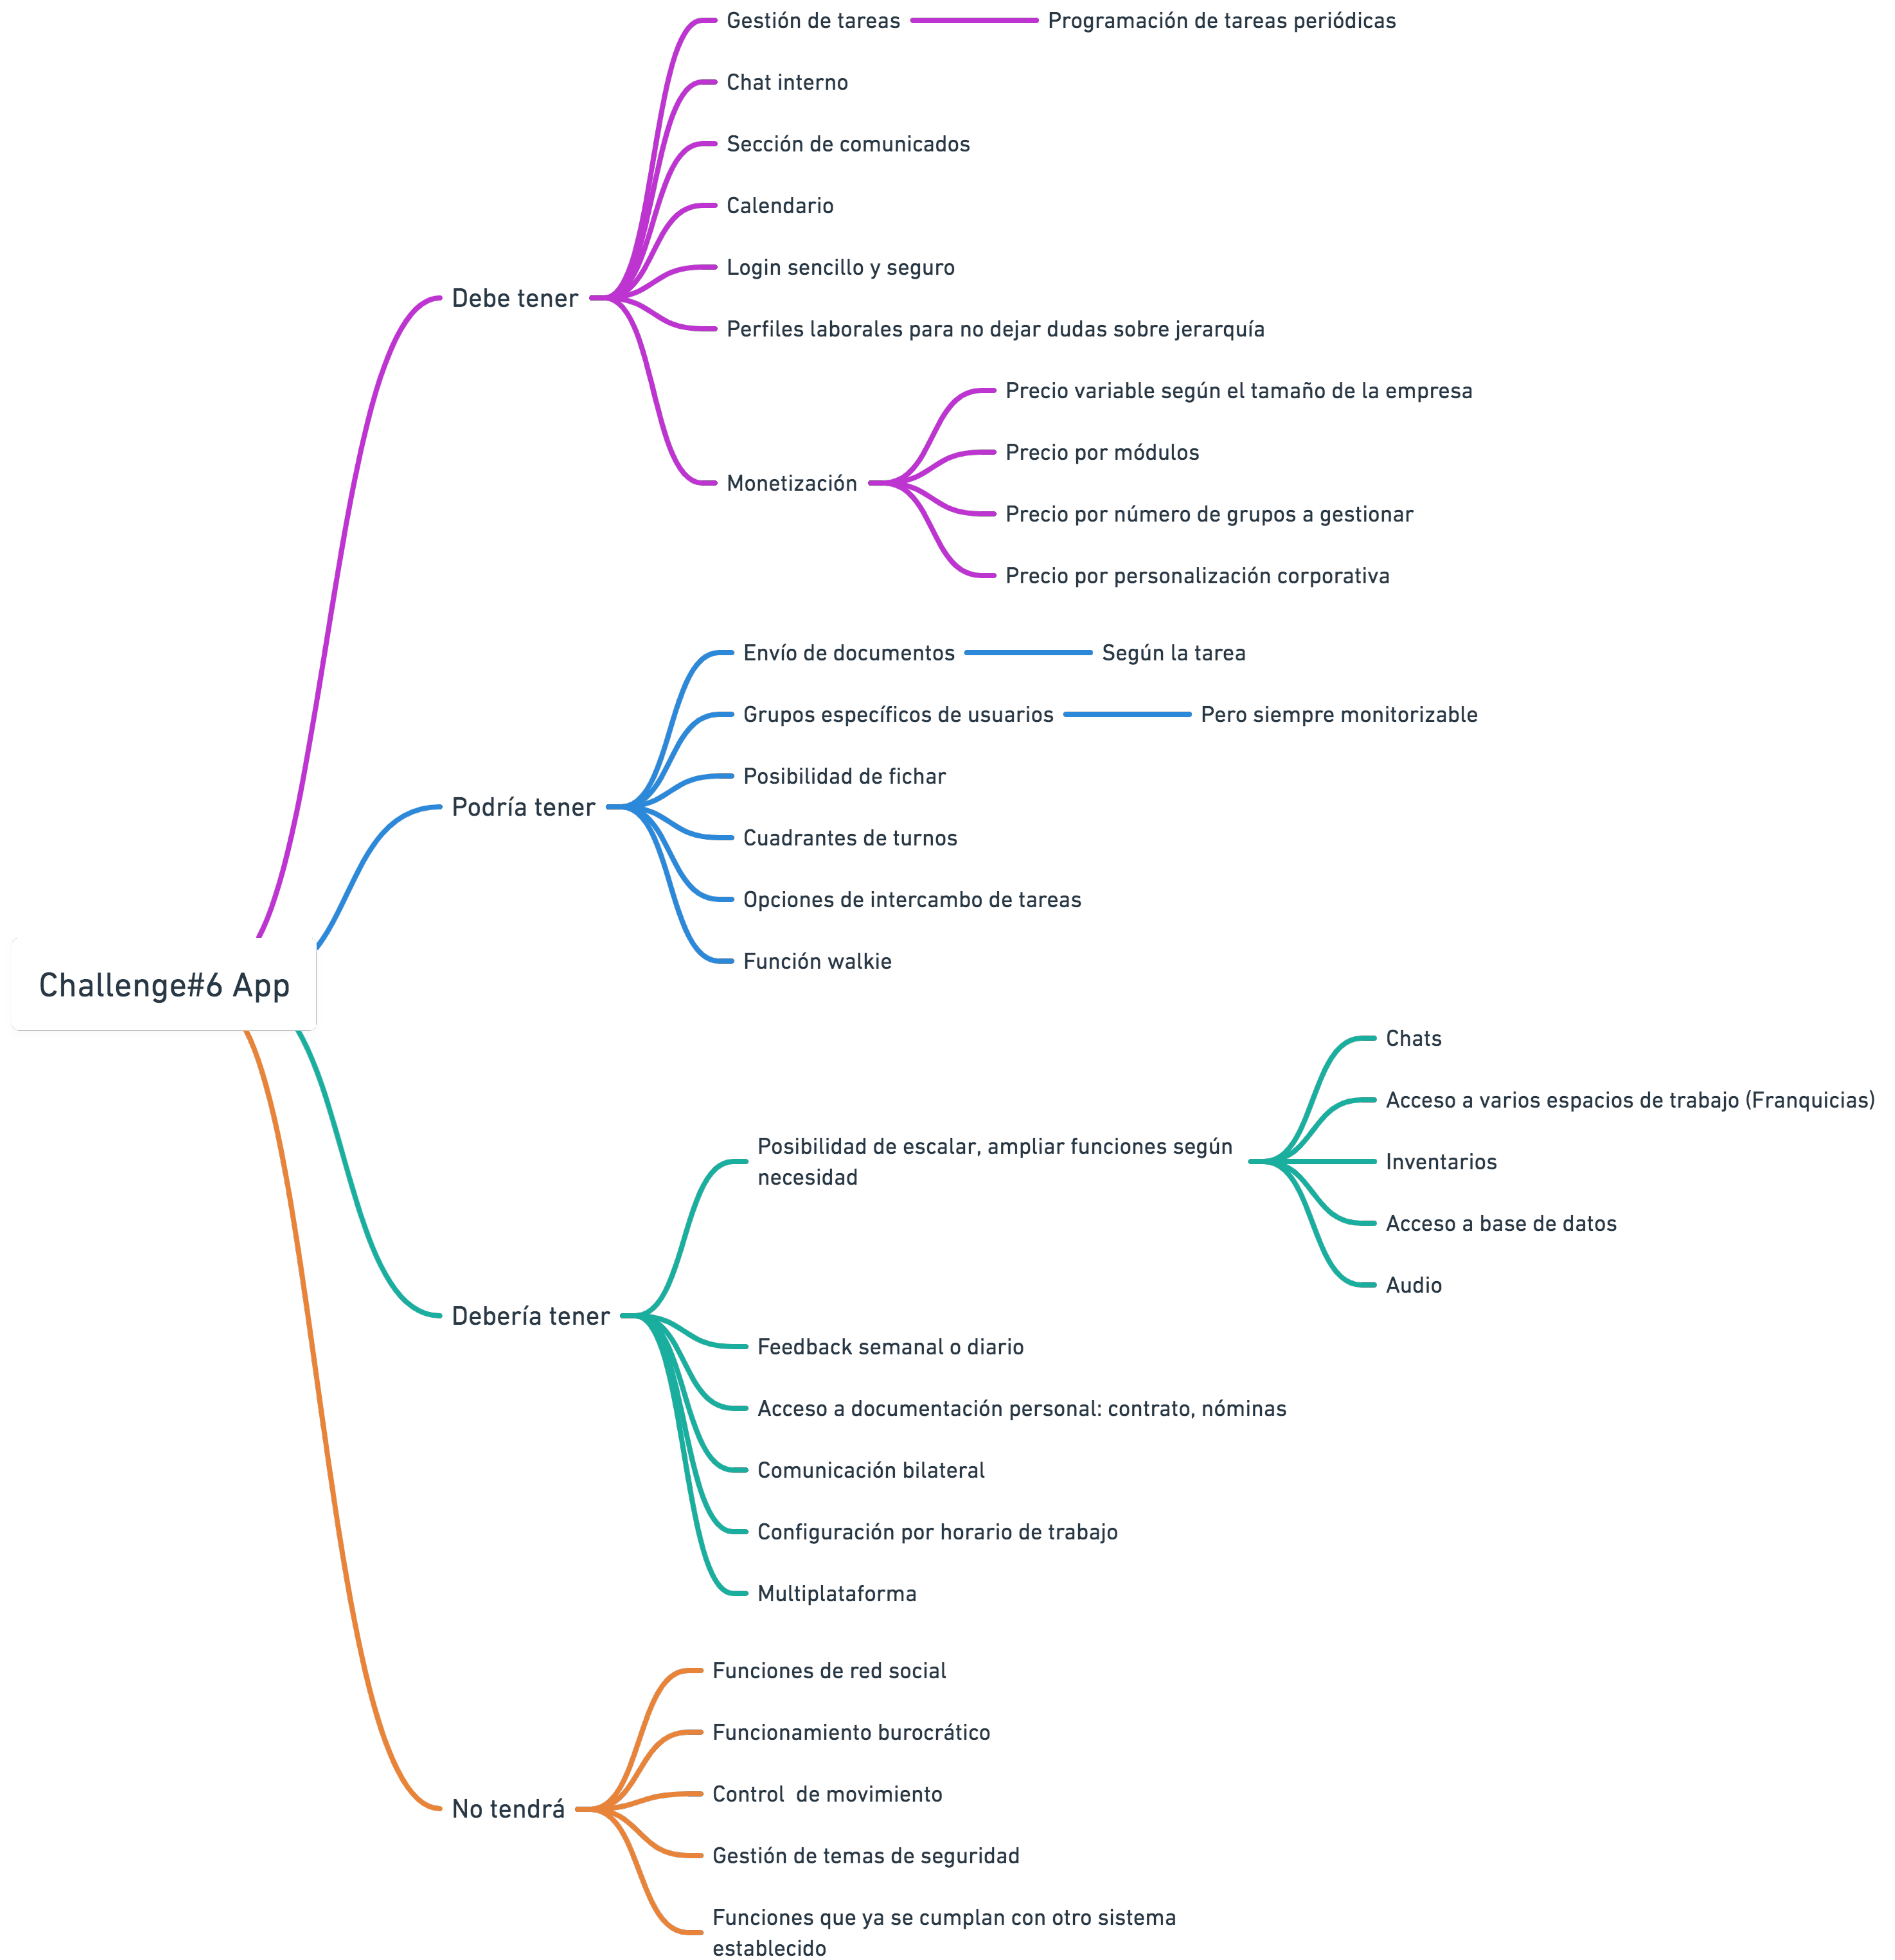 Challenge#6 App
Debe tener
Gestión de tareas
Programación de tareas periódicas
Chat interno
Sección de comunicados
Calendario
Login sencillo y seguro
Perfiles laborales para no dejar dudas sobre jerarquía
Monetización
Precio variable según el tamaño de la empresa
Precio por módulos
Precio por número de grupos a gestionar
Precio por personalización corporativa
Podría tener
Envío de documentos
Según la tarea
Grupos específicos de usuarios
Pero siempre monitorizable
Posibilidad de fichar
Cuadrantes de turnos
Opciones de intercambo de tareas
Función walkie
Debería tener
Posibilidad de escalar, ampliar funciones según
necesidad
Chats
Acceso a varios espacios de trabajo (Franquicias)
Inventarios
Acceso a base de datos
Audio
Feedback semanal o diario
Acceso a documentación personal: contrato, nóminas
Comunicación bilateral
Configuración por horario de trabajo
Multiplataforma
No tendrá
Funciones de red social
Funcionamiento burocrático
Control  de movimiento
Gestión de temas de seguridad
Funciones que ya se cumplan con otro sistema
establecido